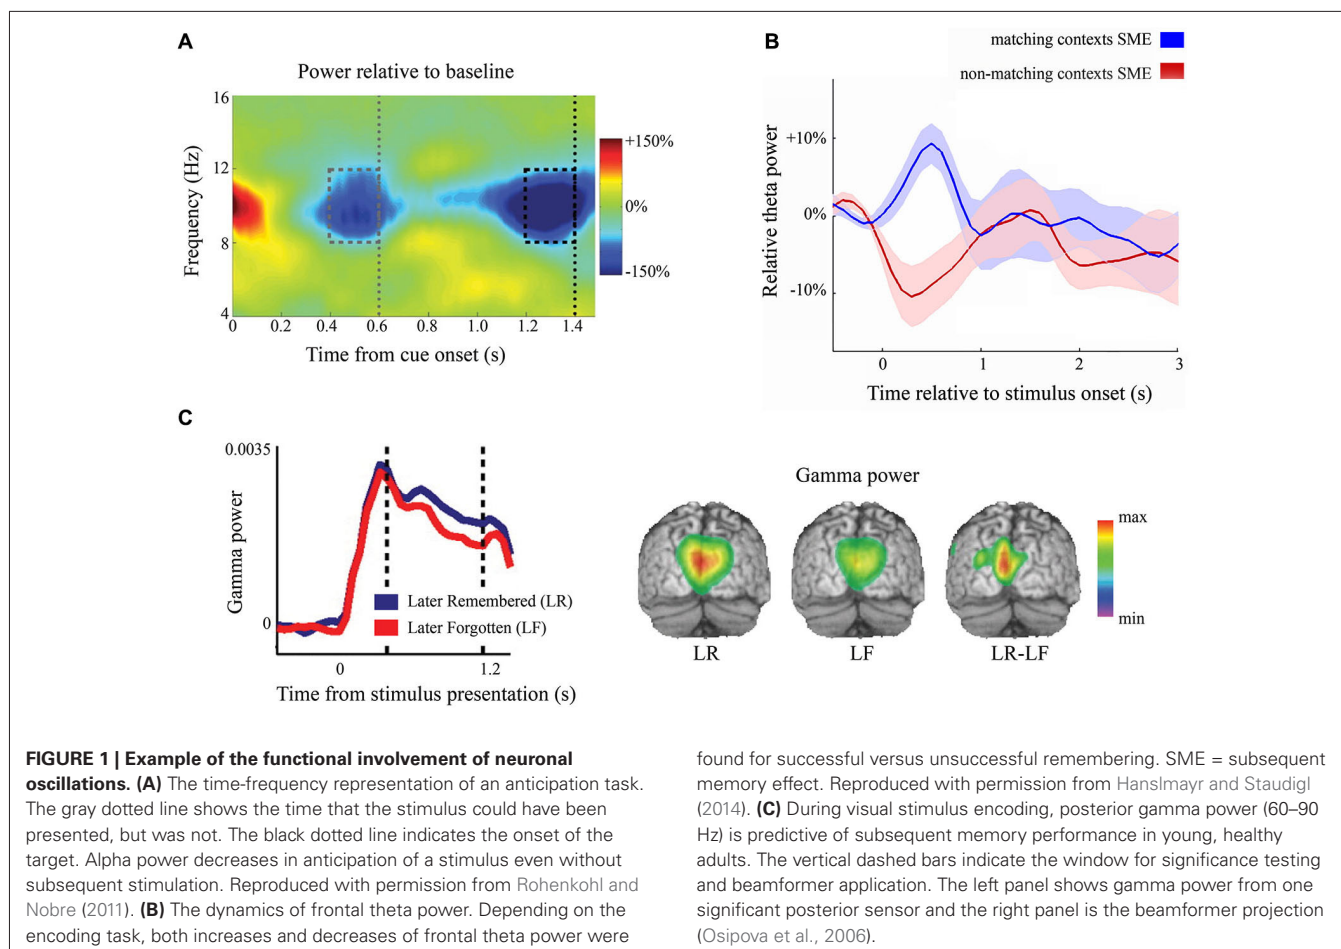 A
Power relative to baseline
16
12
8
4
Frequency (Hz)
0
0.2
0.4
0.6
0.8
1.0
1.2
1.4
Time from cue onset (s)
+150%
0%
-150%
B
matching contexts SME
non-matching contexts SME
+10%
0%
-10%
Relative theta power
0
1
2
3
Time relative to stimulus onset (s)
C
0.0035
0
Gamma power
Later Remembered (LR)
Later Forgotten (LF)
0
1.2
Time from stimulus presentation (s)
Gamma power
LR
LF
LR-LF
max
min
FIGURE 1 | Example of the functional involvement of neuronal
oscillations. (A) The time-frequency representation of an anticipation task.
The gray dotted line shows the time that the stimulus could have been
presented, but was not. The black dotted line indicates the onset of the
target. Alpha power decreases in anticipation of a stimulus even without
subsequent stimulation. Reproduced with permission from Rohenkohl and
Nobre (2011). (B) The dynamics of frontal theta power. Depending on the
encoding task, both increases and decreases of frontal theta power were
found for successful versus unsuccessful remembering. SME = subsequent
memory effect. Reproduced with permission from Hanslmayr and Staudigl
(2014). (C) During visual stimulus encoding, posterior gamma power (60–90
Hz) is predictive of subsequent memory performance in young, healthy
adults. The vertical dashed bars indicate the window for significance testing
and beamformer application. The left panel shows gamma power from one
significant posterior sensor and the right panel is the beamformer projection
(Osipova et al., 2006).